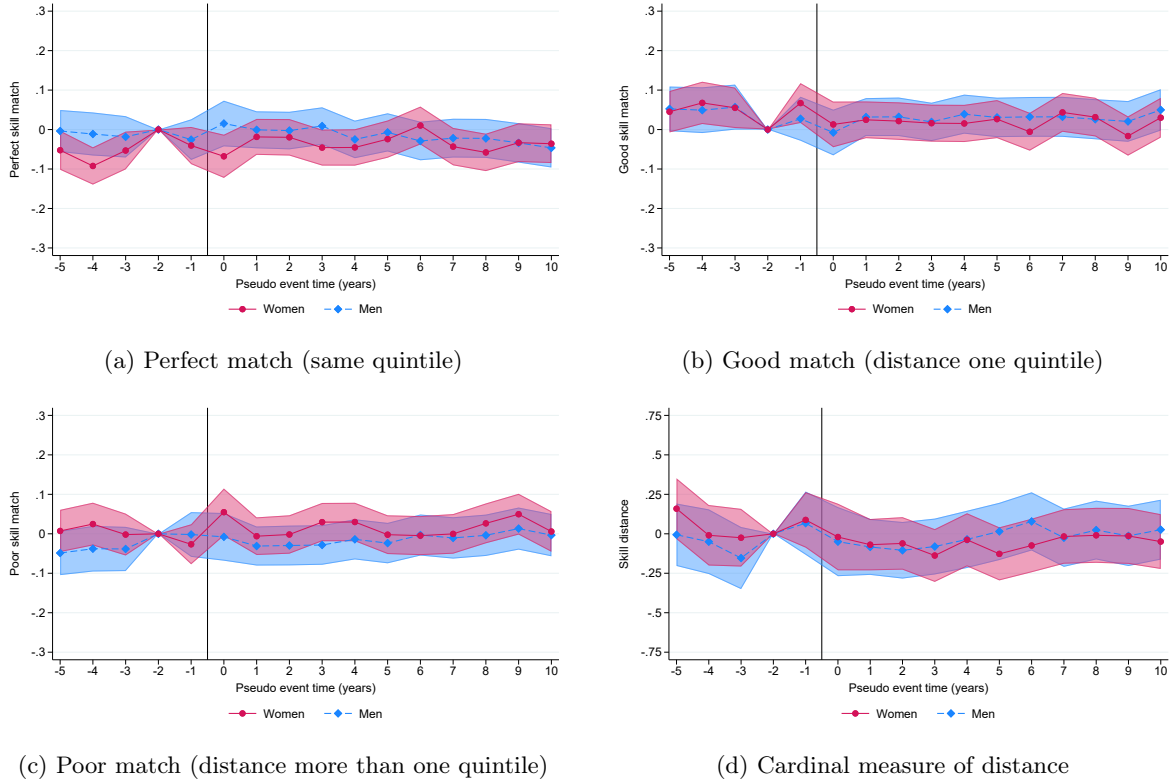 .3
.2
.1
0
-.1
-.2
-.3
Perfect skill match
-5 -4 -3 -2 -1 0 1 2 3 4 5 6 7 8 9 10
Pseudo event time (years)
Women Men
(a) Perfect match (same quintile)
.3
.2
.1
0
-.1
-.2
-.3
Good skill match
-5 -4 -3 -2 -1 0 1 2 3 4 5 6 7 8 9 10
Pseudo event time (years)
Women Men
(b) Good match (distance one quintile)
.3
.2
.1
0
-.1
-.2
-.3
Poor skill match
-5 -4 -3 -2 -1 0 1 2 3 4 5 6 7 8 9 10
Pseudo event time (years)
Women Men
(c) Poor match (distance more than one quintile)
.75
.5
.25
0
-.25
-.5
-.75
Skill distance
-5 -4 -3 -2 -1 0 1 2 3 4 5 6 7 8 9 10
Pseudo event time (years)
Women Men
(d) Cardinal measure of distance